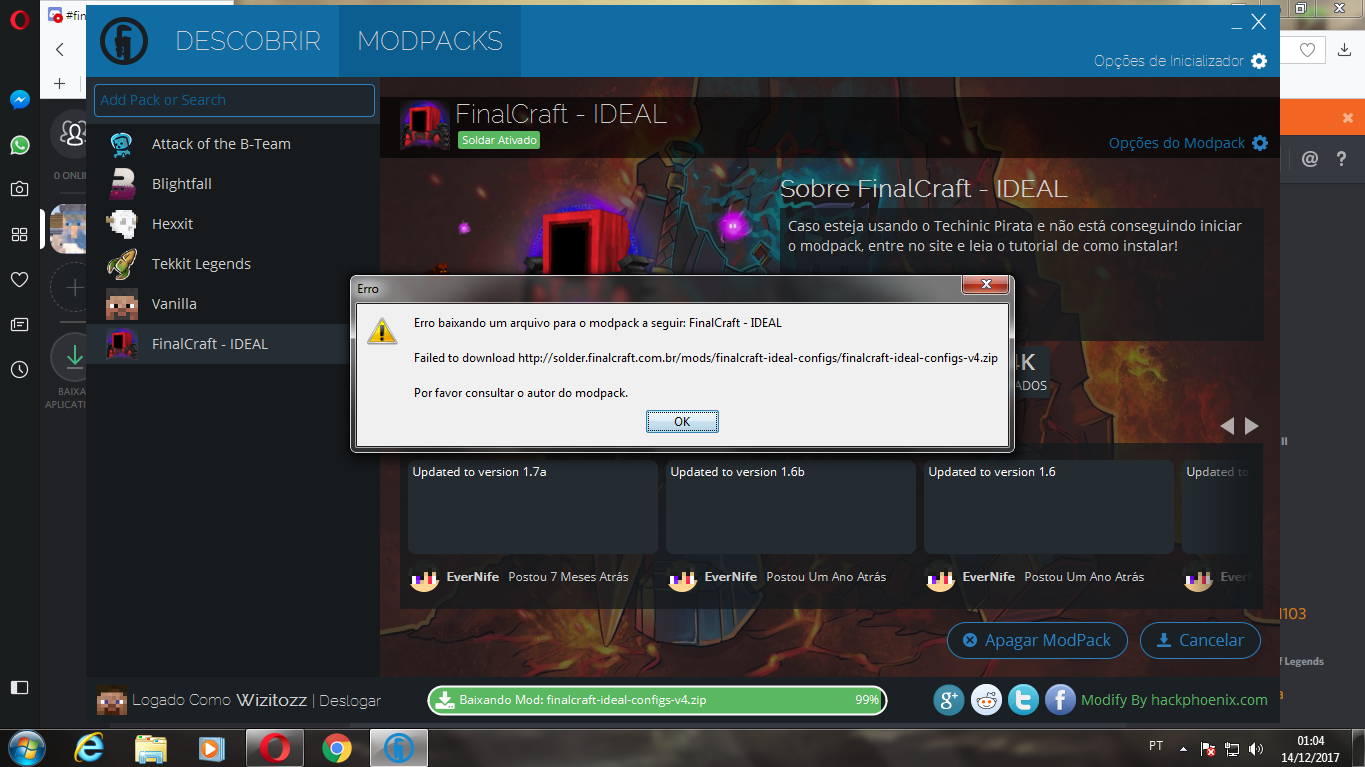 #fin
DESCOBRIR
MODPACKS
Opções de Inicializador
Add Pack or Search
Attack of the B-Team
Blightfall
Hexxit
Tekkit Legends
Vanilla
FinalCraft - IDEAL
0 ONLI
BAIXA
APLICATI
FinalCraft - IDEAL
Soldar Ativado
Opções do Modpack
@ ?
Sobre FinalCraft - IDEAL
Caso esteja usando o Techinic Pirata e não está conseguindo iniciar
o modpack, entre no site e leia o tutorial de como instalar!
Erro
Erro baixando um arquivo para o modpack a seguir: FinalCraft - IDEAL
Failed to download http://solder.finalcraft.com.br/mods/finalcraft-ideal-configs/finalcraft-ideal-configs-v4.zip
Por favor consultar o autor do modpack.
OK
4K
ADOS
Updated to version 1.7a
Updated to version 1.6b
Updated to version 1.6
Updated to
EverNife Postou 7 Meses Atrás
EverNife Postou Um Ano Atrás
EverNife Postou Um Ano Atrás
EverN
1103
f Legends
Apagar ModPack
Cancelar
Logado Como Wizitozz | Deslogar
Baixando Mod: finalcraft-ideal-configs-v4.zip 99%
g+
Modify By hackphoenix.com
PT
01:04
14/12/2017